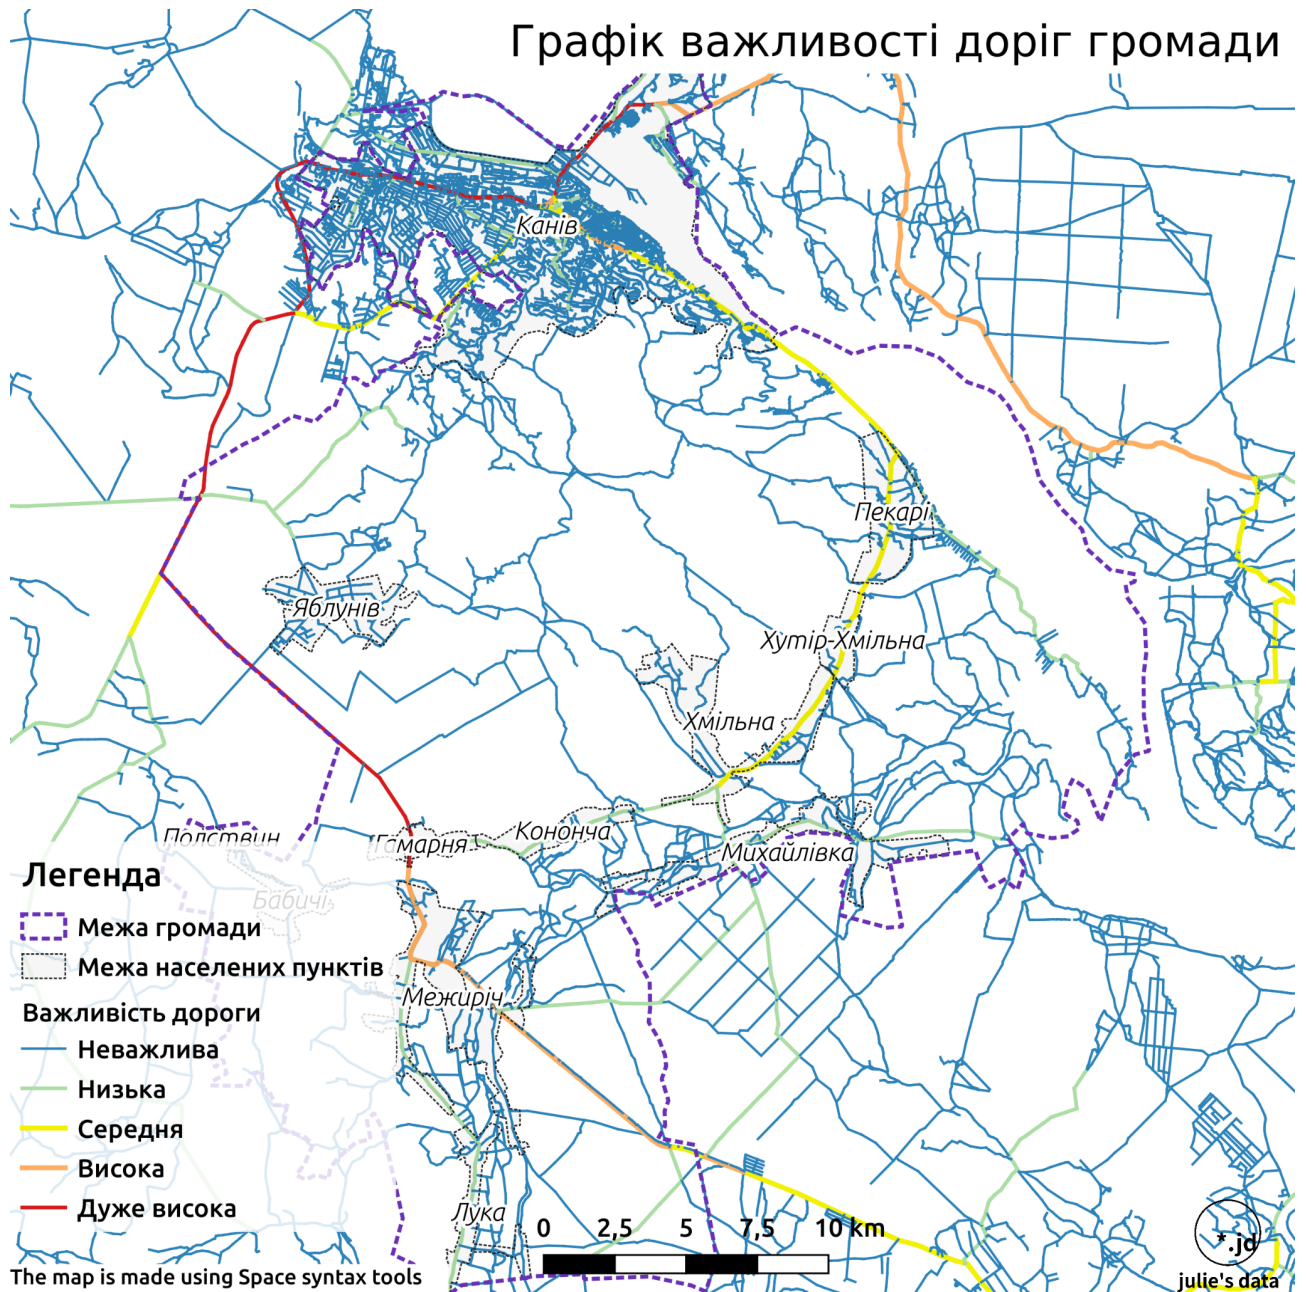 Графік важливості доріг громади
Канів
Пекарі
Яблунів
Хутір-Хмільна
Хмільна
Полствин
Гамарня
Кононча
Михайлівка
Бабичі
Межиріч
Лука
Легенда
Межа громади
Межа населених пунктів
Важливість дороги
Неважлива
Низька
Середня
Висока
Дуже висока
0 2,5 5 7,5 10 km
*.jd
julie's data
The map is made using Space syntax tools